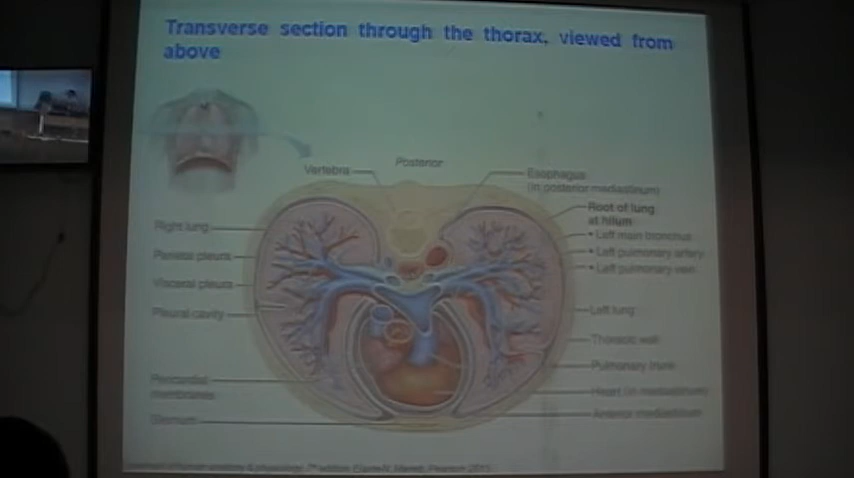 Transverse section through the thorax, viewed from
above
Posterior
Vertebra
Esophagus
(in posterior mediastinum)
Root of lung
at hilum
• Left main bronchus
• Left pulmonary artery
• Left pulmonary vein
Left lung
Thoracic wall
Pulmonary trunk
Heart (in mediastinum)
Anterior mediastinum
Right lung
Parietal pleura
Visceral pleura
Pleural cavity
Pericardial
membranes
Sternum